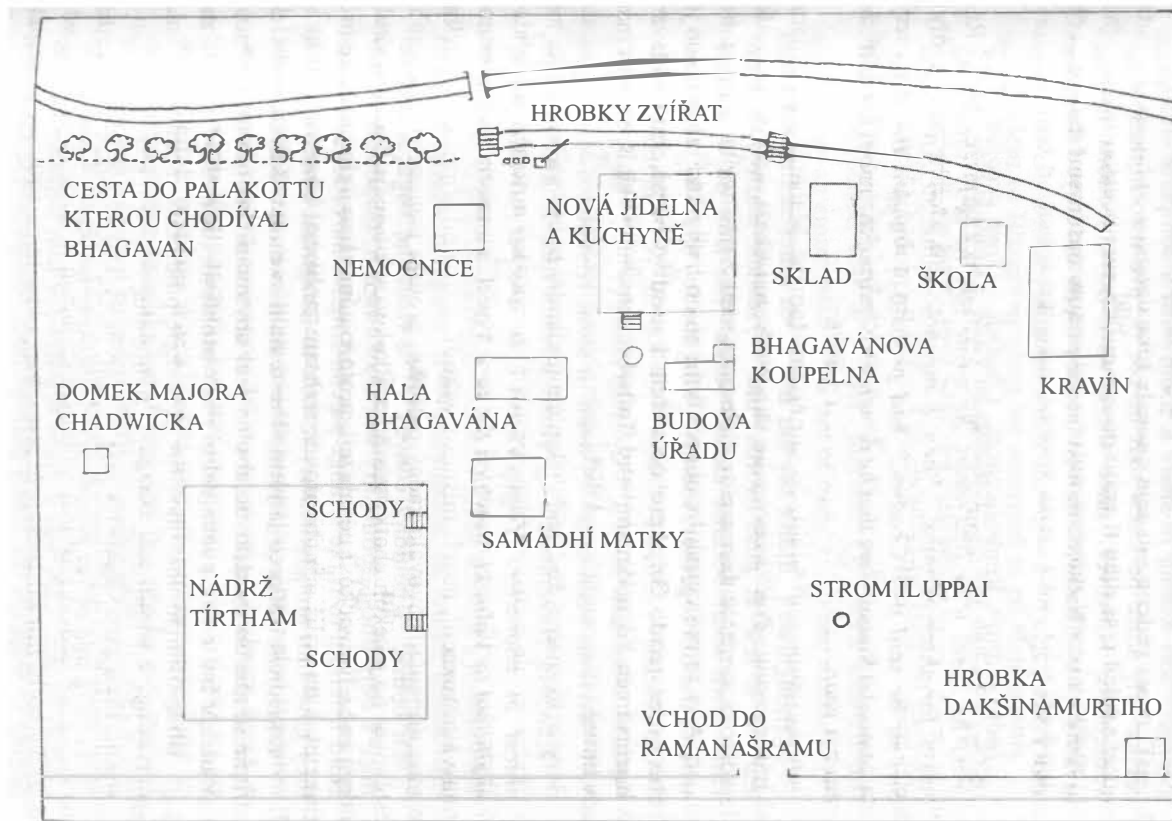 HROBKY ZVÍŘAT
CESTA DO PALAKOTTU
KTEROU CHODÍVAL
BHAGAVAN
NEMOCNICE
NOVÁ JÍDELNA
A KUCHYNĚ
SKLAD
ŠKOLA
KRAVÍN
BHAGAVÁNOVA
KOUPELNA
DOMEK MAJORA
CHADWICKA
HALA
BHAGAVÁNA
BUDOVA
ÚŘADU
SCHODY
SAMÁDHÍ MATKY
NÁDRŽ
TÍRTHAM
SCHODY
STROM ILUPPAI
HROBKA
DAKŠINAMURTIHO
VCHOD DO
RAMANÁŠRAMU